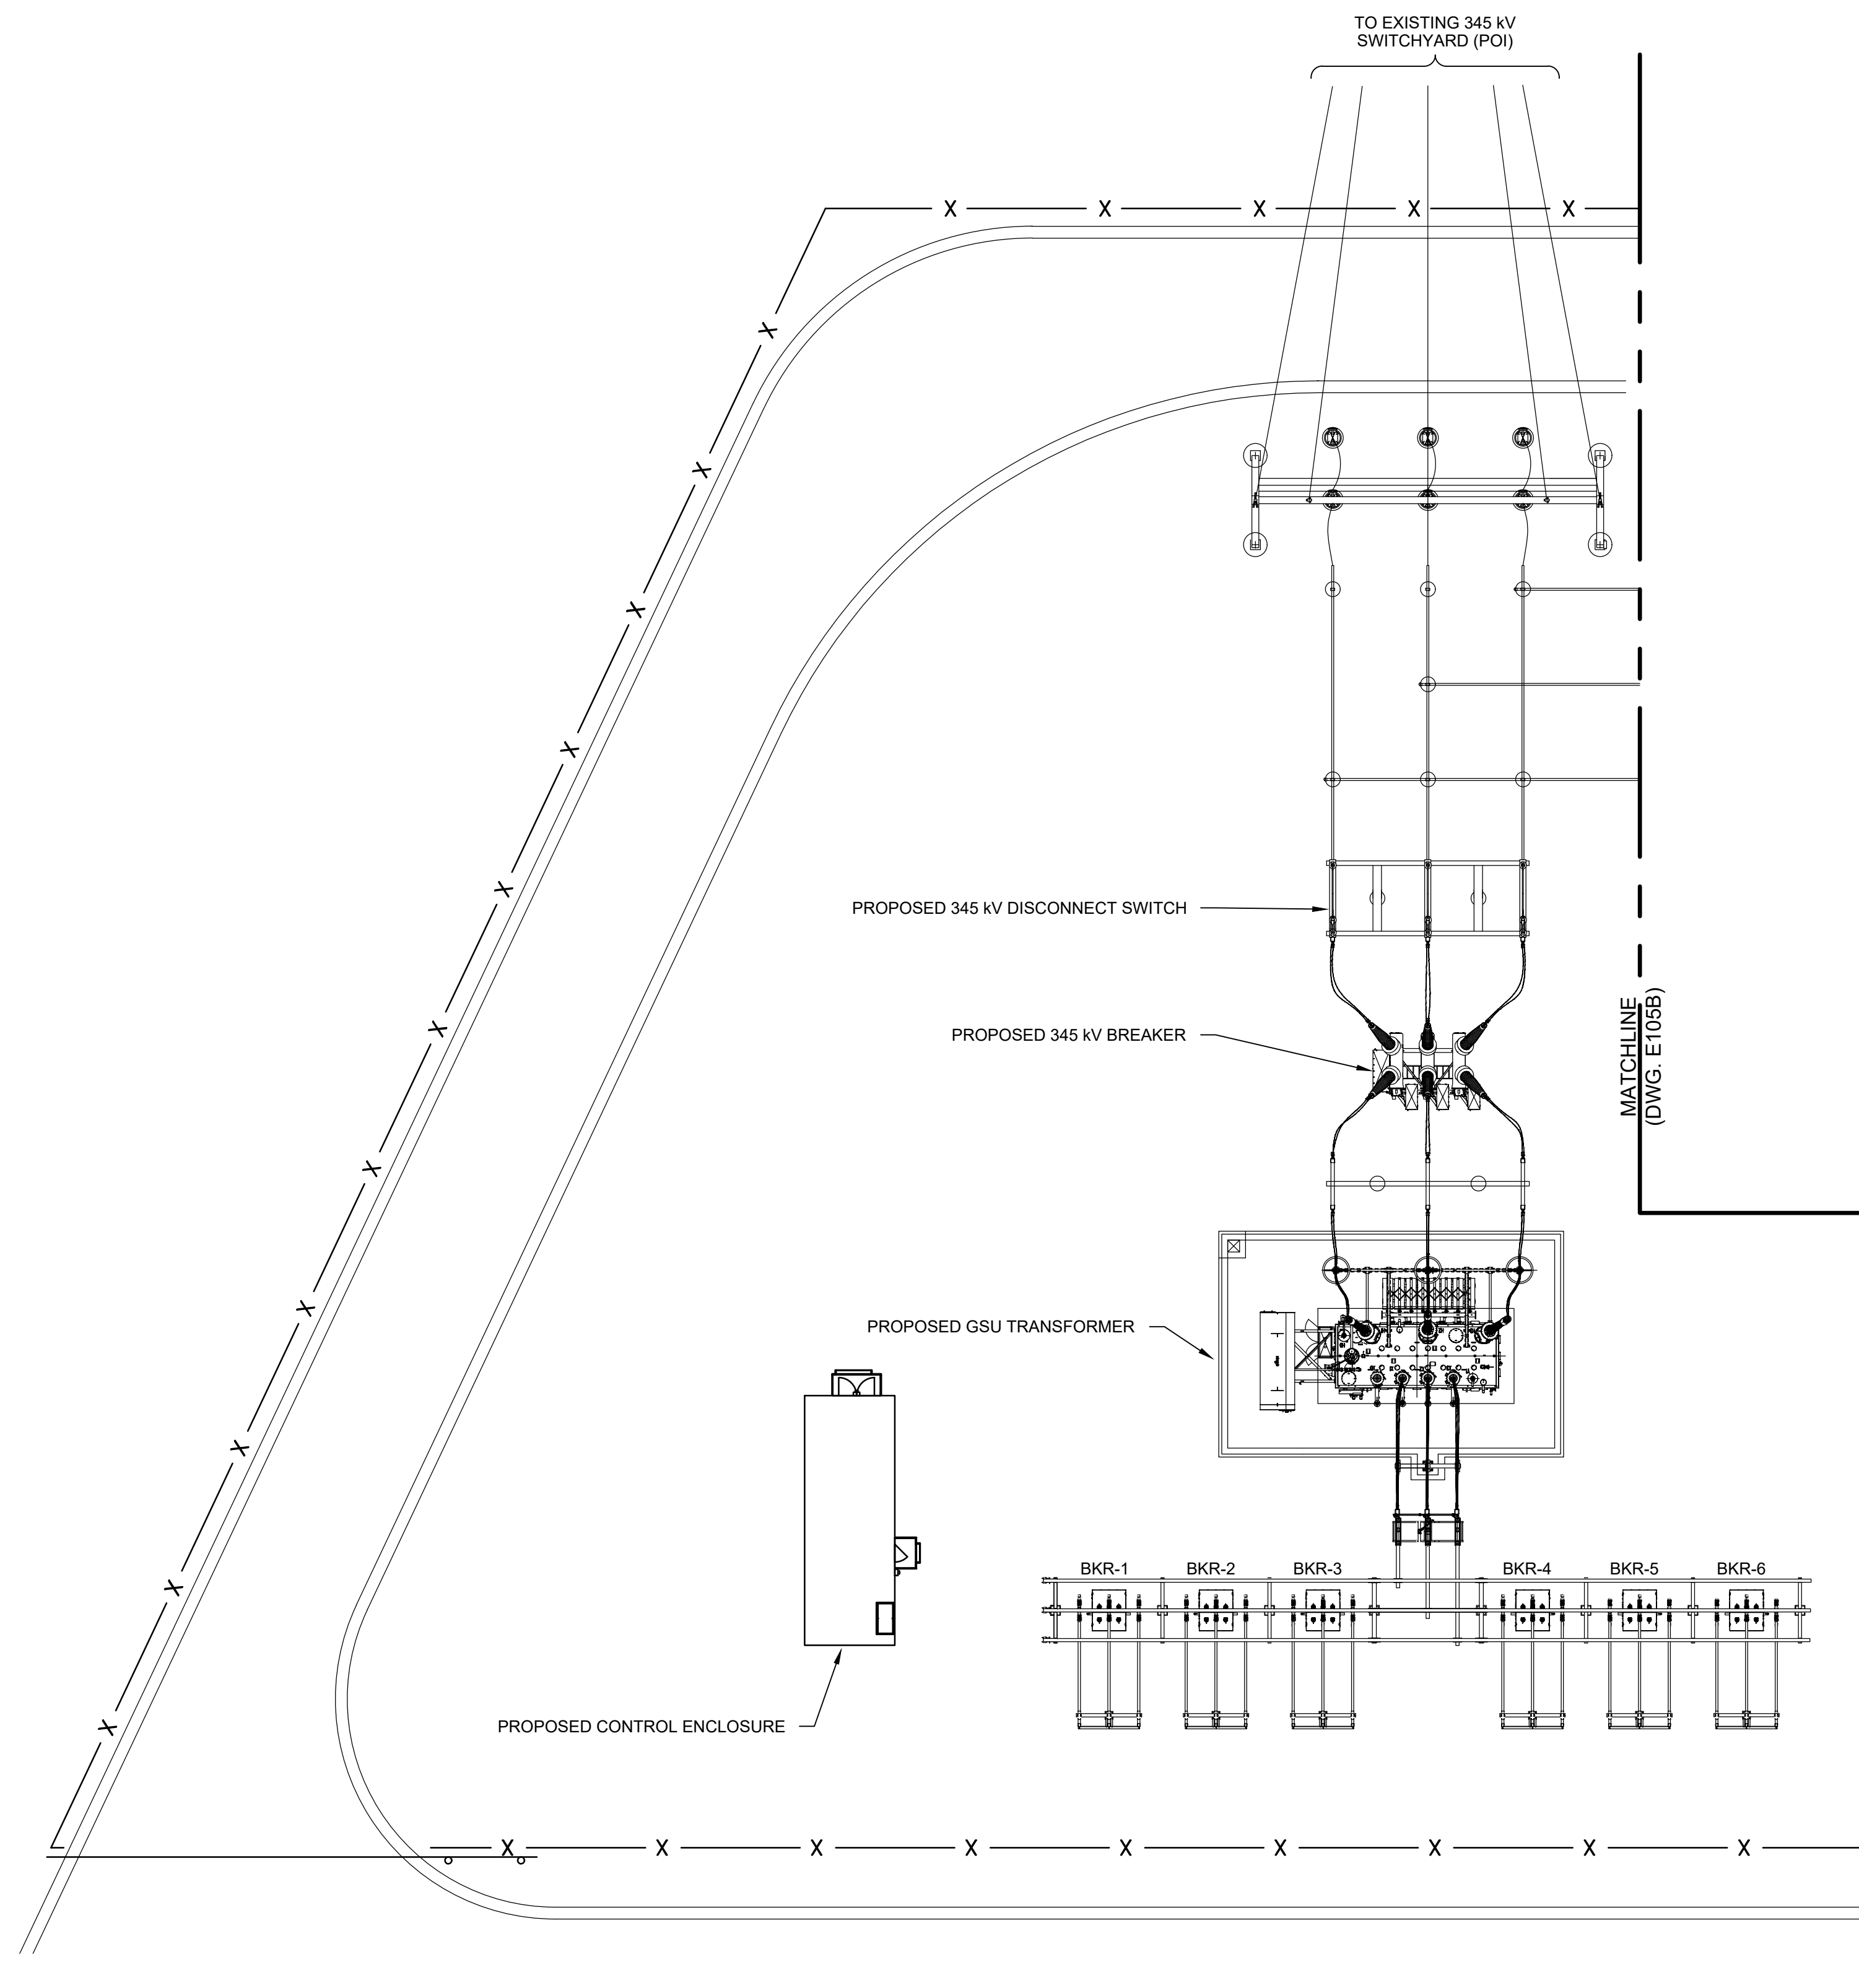 TO EXISTING 345 kV
SWITCHYARD (POI)
X X X X X
X
X
X
X
PROPOSED 345 kV DISCONNECT SWITCH
X
MATCHLINE
(DWG. E105B)
PROPOSED 345 kV BREAKER
X
X
X
PROPOSED GSU TRANSFORMER
X
BKR-1 BKR-2 BKR-3 BKR-4 BKR-5 BKR-6
X
PROPOSED CONTROL ENCLOSURE
X
X X X X X X X X X